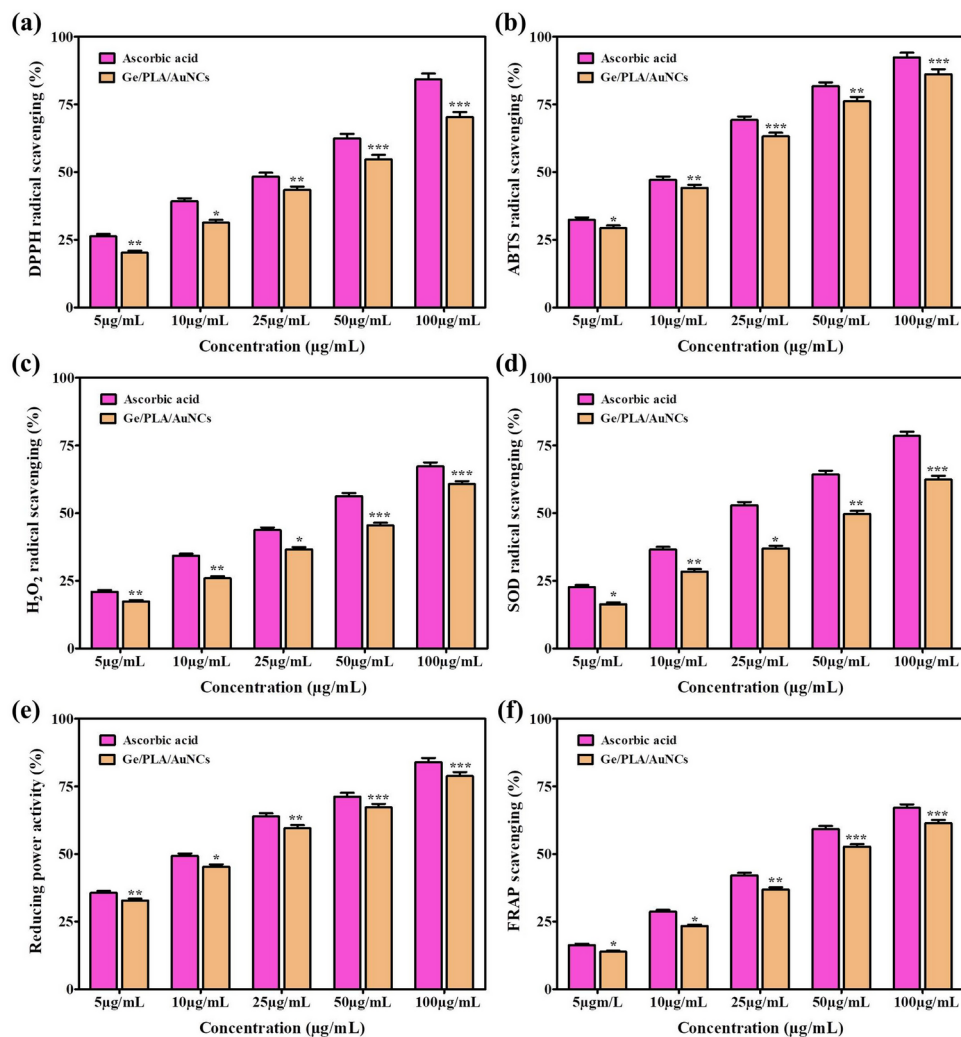 (a)
DPPH radical scavenging (%)
100
75
50
25
0
Ascorbic acid
Ge/PLA/AuNCs
**
*
**
***
***
5µg/mL 10µg/mL 25µg/mL 50µg/mL 100µg/mL
Concentration (µg/mL)
(b)
ABTS radical scavenging (%)
100
75
50
25
0
Ascorbic acid
Ge/PLA/AuNCs
*
**
***
**
***
5µg/mL 10µg/mL 25µg/mL 50µg/mL 100µg/mL
Concentration (µg/mL)
(c)
H₂O₂ radical scavenging (%)
100
75
50
25
0
Ascorbic acid
Ge/PLA/AuNCs
**
**
*
***
***
5µg/mL 10µg/mL 25µg/mL 50µg/mL 100µg/mL
Concentration (µg/mL)
(d)
SOD radical scavenging (%)
100
75
50
25
0
Ascorbic acid
Ge/PLA/AuNCs
*
**
*
**
***
5µg/mL 10µg/mL 25µg/mL 50µg/mL 100µg/mL
Concentration (µg/mL)
(e)
Reducing power activity (%)
100
75
50
25
0
Ascorbic acid
Ge/PLA/AuNCs
**
*
**
***
***
5µg/mL 10µg/mL 25µg/mL 50µg/mL 100µg/mL
Concentration (µg/mL)
(f)
FRAP scavenging (%)
100
75
50
25
0
Ascorbic acid
Ge/PLA/AuNCs
*
*
**
***
***
5µgm/L 10µg/mL 25µg/mL 50µg/mL 100µg/mL
Concentration (µg/mL)